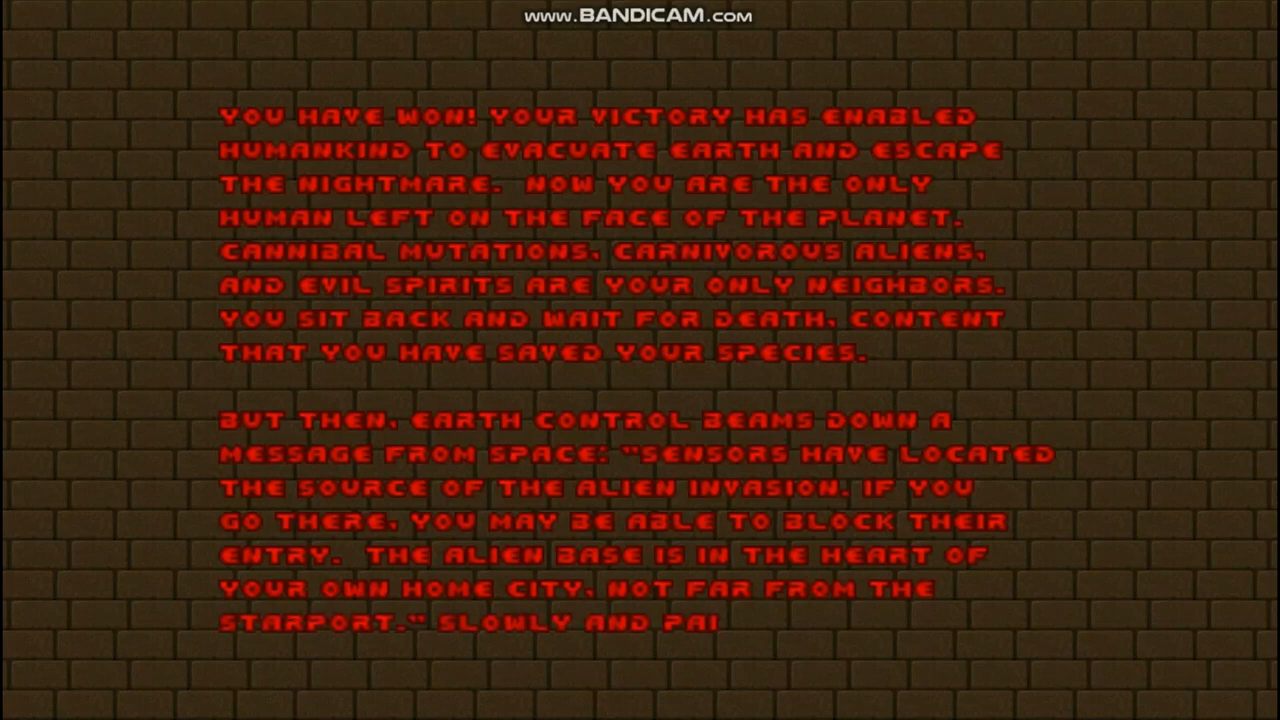 www.BANDICAM.com
YOU HAVE WON! YOUR VICTORY HAS ENABLED
HUMANKIND TO EVACUATE EARTH AND ESCAPE
THE NIGHTMARE.  NOW YOU ARE THE ONLY
HUMAN LEFT ON THE FACE OF THE PLANET.
CANNIBAL MUTATIONS, CARNIVOROUS ALIENS,
AND EVIL SPIRITS ARE YOUR ONLY NEIGHBORS.
YOU SIT BACK AND WAIT FOR DEATH, CONTENT
THAT YOU HAVE SAVED YOUR SPECIES.
BUT THEN, EARTH CONTROL BEAMS DOWN A
MESSAGE FROM SPACE: "SENSORS HAVE LOCATED
THE SOURCE OF THE ALIEN INVASION. IF YOU
GO THERE, YOU MAY BE ABLE TO BLOCK THEIR
ENTRY.  THE ALIEN BASE IS IN THE HEART OF
YOUR OWN HOME CITY, NOT FAR FROM THE
STARPORT." SLOWLY AND PAI